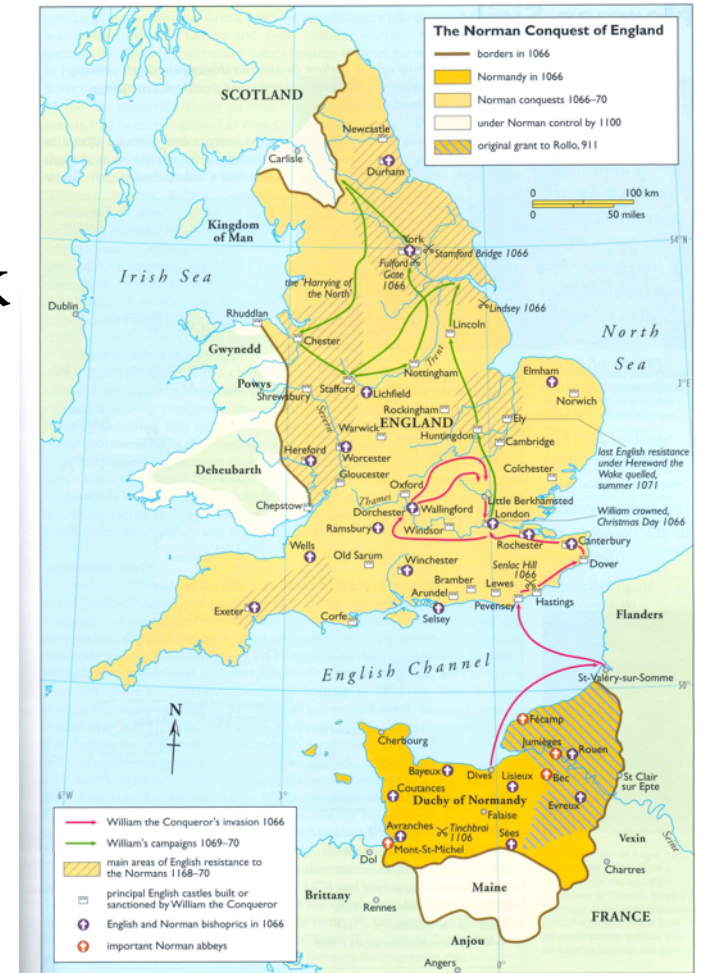 The Norman Conquest of England
borders in 1066
Normandy in 1066
Norman conquests 1066–70
under Norman control by 1100
original grant to Rollo, 911
0 100 km
0 50 miles
SCOTLAND
Newcastle
Carlisle
Durham
Kingdom
of Man
54°N
York
Stamford Bridge 1066
Fulford
Gate
1066
Irish Sea
the 'Harrying of
the North'
Dublin
Lindsey 1066
Rhuddlan
Lincoln
North
Sea
Chester
Gwynedd
Trent
Nottingham
Elmham
3°E
Powys
Stafford
Lichfield
Shrewsbury
Norwich
Rockingham
Severn
ENGLAND
Ely
Warwick
Huntingdon
Cambridge
Hereford
Worcester
last English resistance
under Hereward the
Wake quelled,
summer 1071
Deheubarth
Gloucester
Colchester
Oxford
Chepstow
Thames
Little Berkhamsted
Dorchester
Wallingford
London
William crowned,
Christmas Day 1066
Ramsbury
Windsor
Rochester
Canterbury
Wells
Old Sarum
Winchester
Senlac Hill
1066
Dover
Bramber
Lewes
Arundel
Pevensey
Hastings
Exeter
Corfe
Selsey
Flanders
English Channel
St-Valéry-sur-Somme
50°
N
Fécamp
Cherbourg
Jumièges
Rouen
Bayeux
Dives
Lisieux
Bec
St Clair
sur Epte
6°W
3°
Coutances
Duchy of Normandy
Evreux
Falaise
Avranches
Tinchbrai
1106
Sées
Vexin
Seine
Mont-St-Michel
Dol
Chartres
Maine
Brittany
Rennes
FRANCE
Anjou
Angers
0°
William the Conqueror's invasion 1066
William's campaigns 1069–70
main areas of English resistance to
the Normans 1168–70
principal English castles built or
sanctioned by William the Conqueror
English and Norman bishoprics in 1066
important Norman abbeys